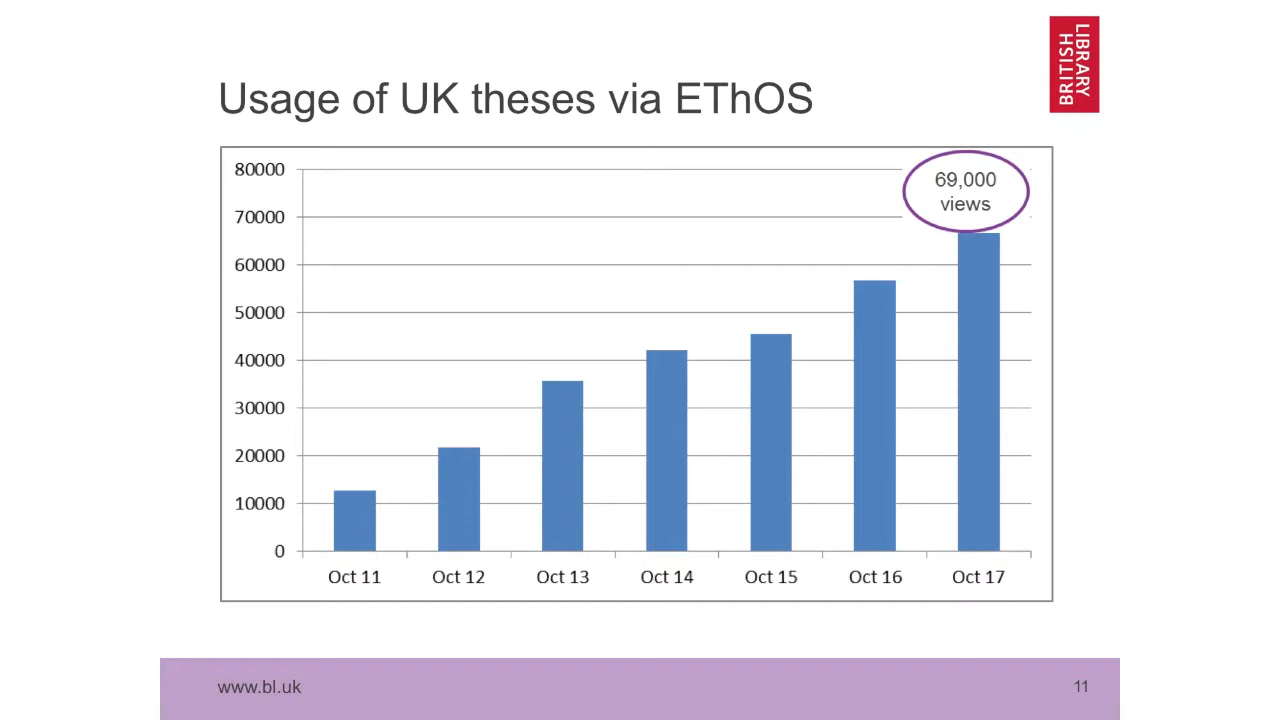 LIBRARY
BRITISH
Usage of UK theses via EThOS
80000
70000
60000
50000
40000
30000
20000
10000
0
69,000
views
Oct 11 Oct 12 Oct 13 Oct 14 Oct 15 Oct 16 Oct 17
www.bl.uk
11